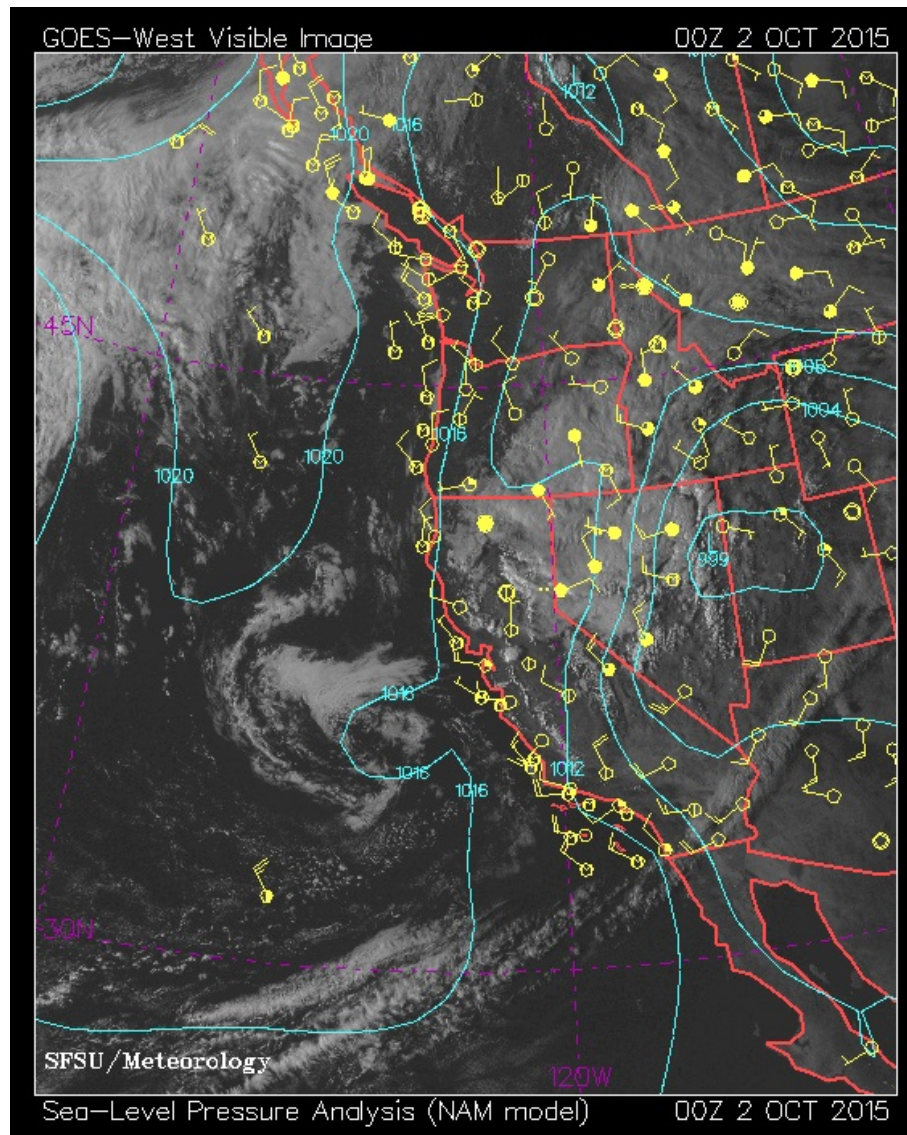 GOES-West Visible Image 00Z 2 OCT 2015
1012
1020
1016
45N
1008
1004
1016
1020
1020
999
1016
1016
1012
1016
30N
SFSU/Meteorology
120W
Sea-Level Pressure Analysis (NAM model) 00Z 2 OCT 2015